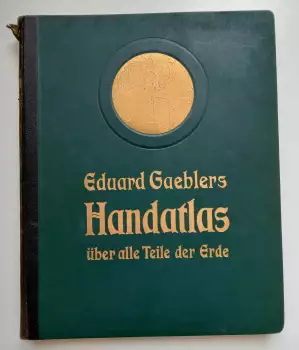 Eduard Gaeblers
Handatlas
über alle Teile der Erde